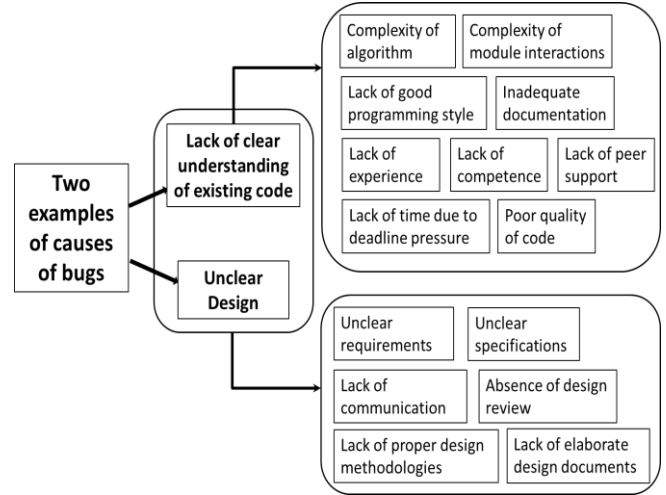 Two
examples
of causes
of bugs
Lack of clear
understanding
of existing code
Unclear
Design
Complexity of
algorithm
Complexity of
module interactions
Lack of good
programming style
Inadequate
documentation
Lack of
experience
Lack of
competence
Lack of peer
support
Lack of time due to
deadline pressure
Poor quality
of code
Unclear
requirements
Unclear
specifications
Lack of
communication
Absence of design
review
Lack of proper design
methodologies
Lack of elaborate
design documents